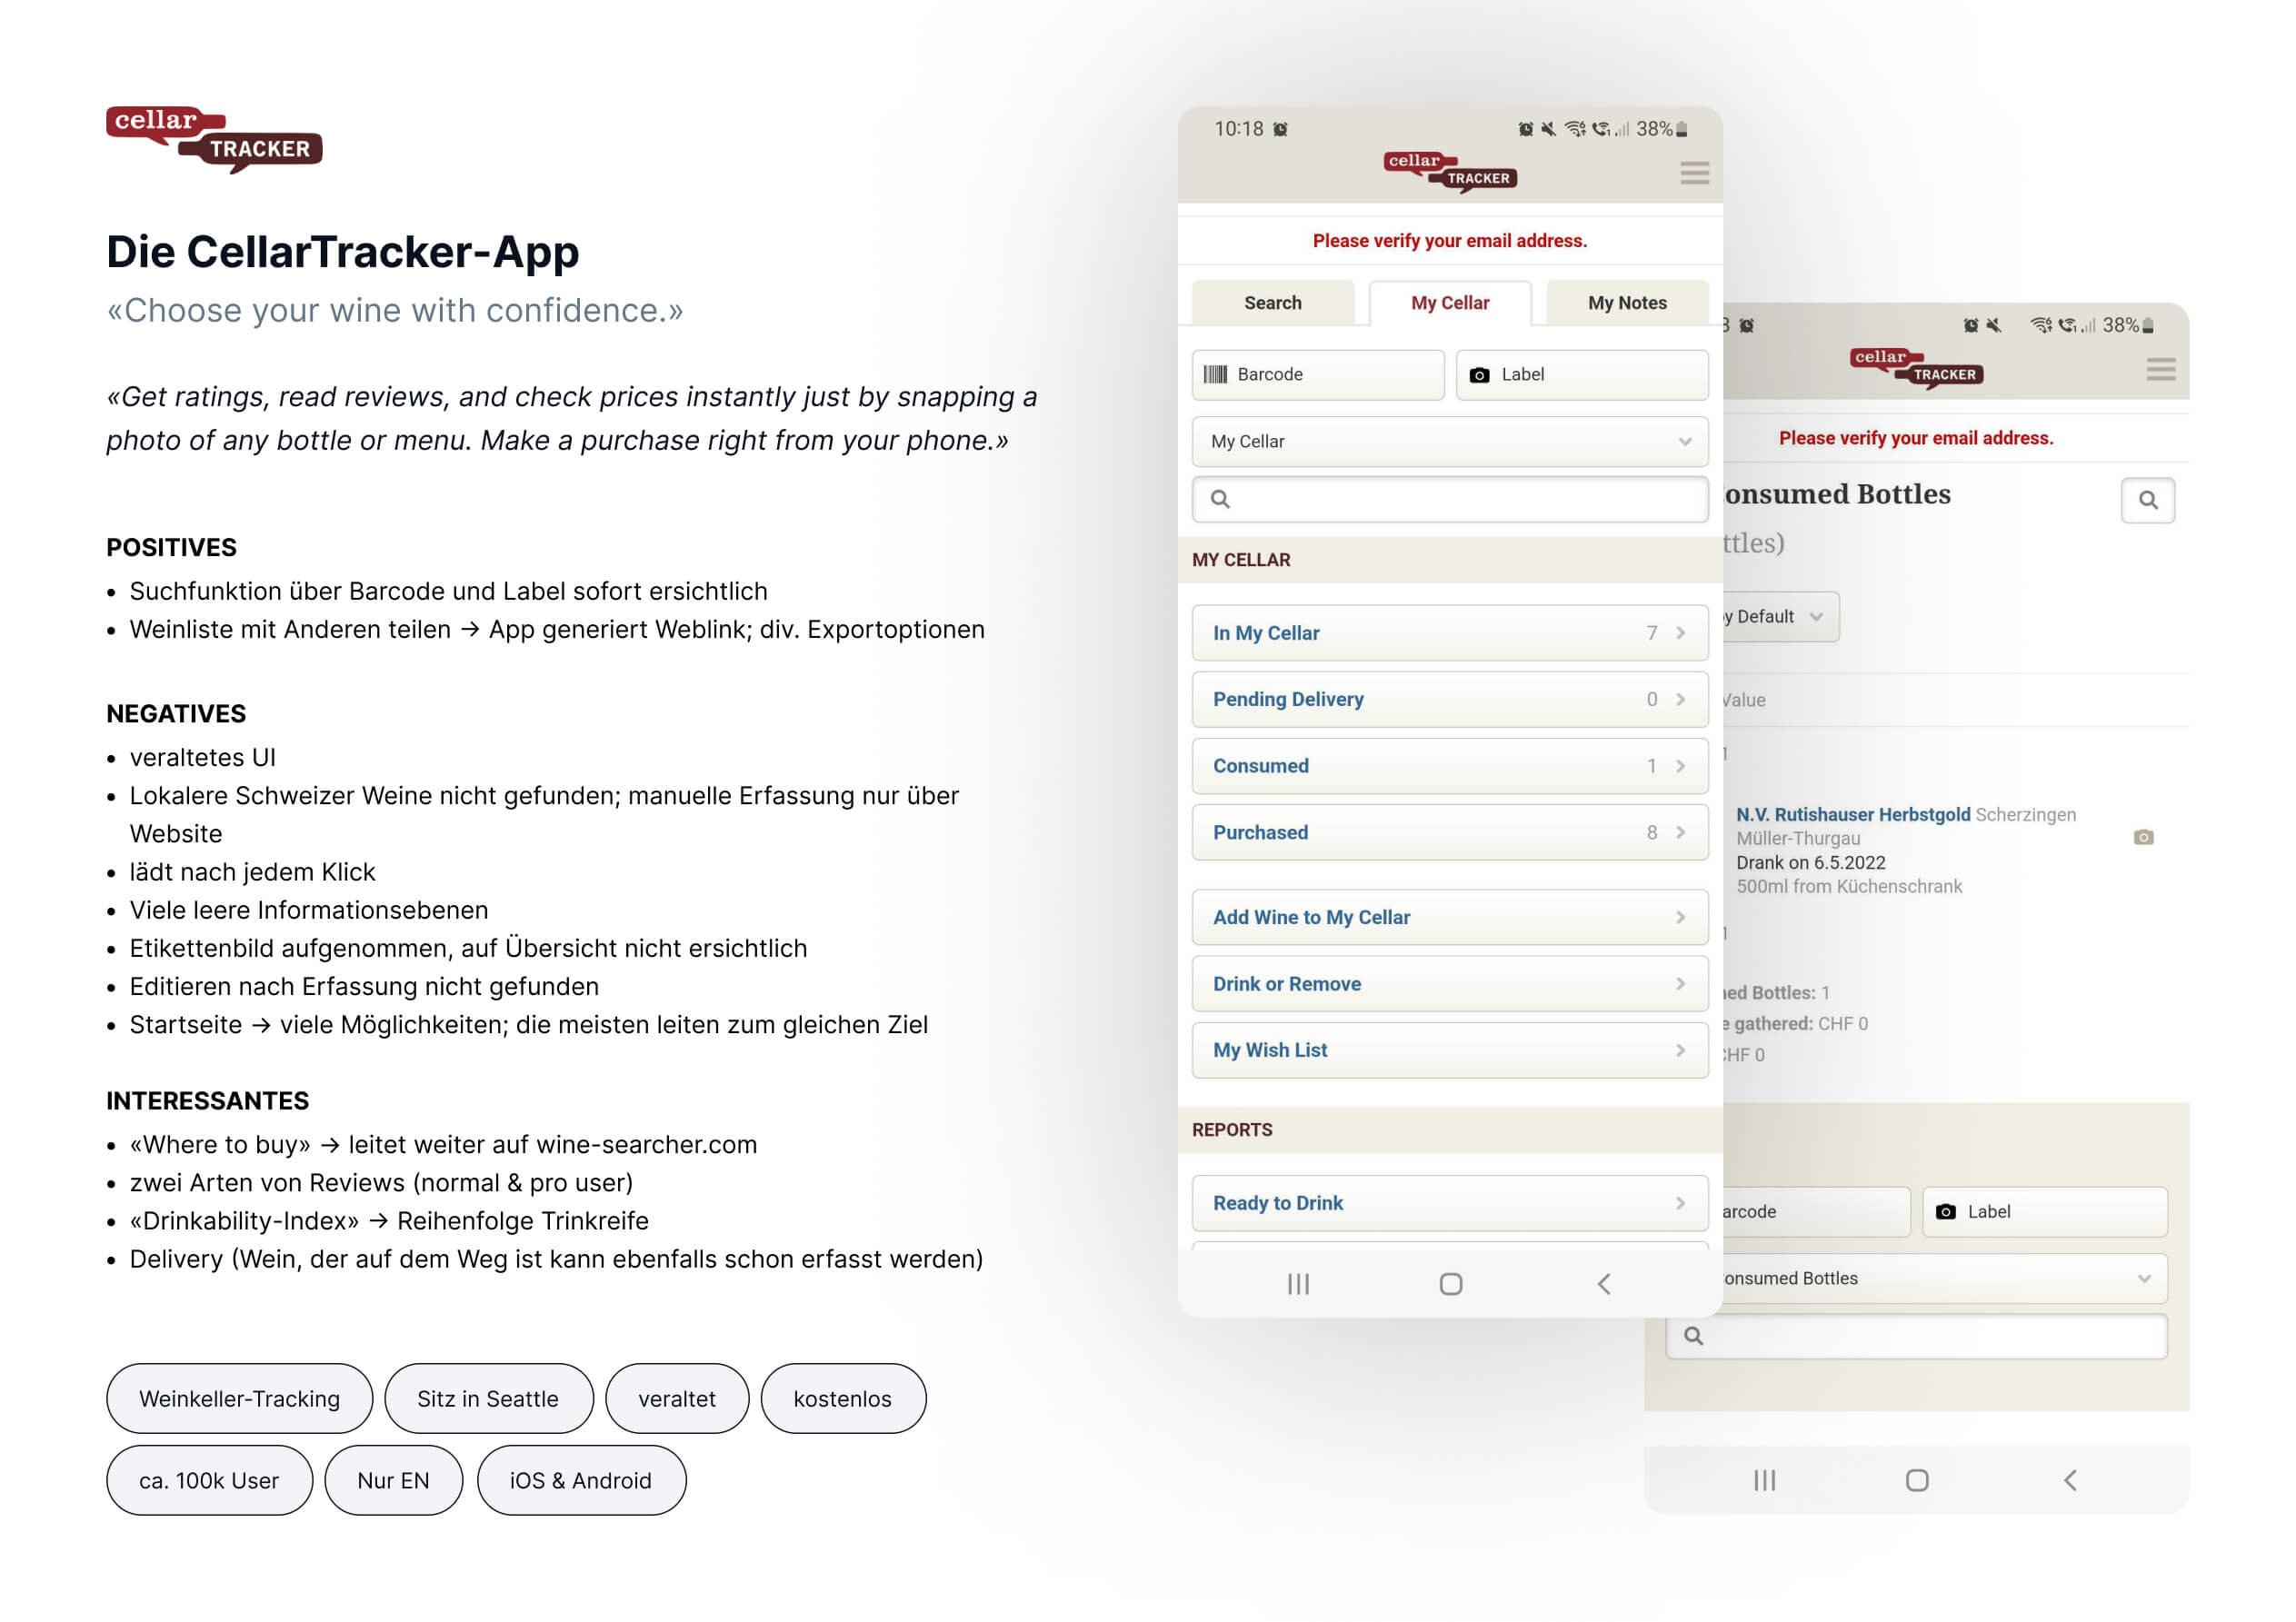 cellar
TRACKER
Die CellarTracker-App
«Choose your wine with confidence.»
«Get ratings, read reviews, and check prices instantly just by snapping a
photo of any bottle or menu. Make a purchase right from your phone.»
POSITIVES
• Suchfunktion über Barcode und Label sofort ersichtlich
• Weinliste mit Anderen teilen → App generiert Weblink; div. Exportoptionen
NEGATIVES
• veraltetes UI
• Lokalere Schweizer Weine nicht gefunden; manuelle Erfassung nur über
Website
• lädt nach jedem Klick
• Viele leere Informationsebenen
• Etikettenbild aufgenommen, auf Übersicht nicht ersichtlich
• Editieren nach Erfassung nicht gefunden
• Startseite → viele Möglichkeiten; die meisten leiten zum gleichen Ziel
INTERESSANTES
• «Where to buy» → leitet weiter auf wine-searcher.com
• zwei Arten von Reviews (normal & pro user)
• «Drinkability-Index» → Reihenfolge Trinkreife
• Delivery (Wein, der auf dem Weg ist kann ebenfalls schon erfasst werden)
Weinkeller-Tracking
Sitz in Seattle
veraltet
kostenlos
ca. 100k User
Nur EN
iOS & Android
10:18
38%
cellar
TRACKER
Please verify your email address.
Search
My Cellar
My Notes
Barcode
Label
My Cellar
MY CELLAR
In My Cellar 7
Pending Delivery 0
Consumed 1
Purchased 8
Add Wine to My Cellar
Drink or Remove
My Wish List
REPORTS
Ready to Drink
38%
cellar
TRACKER
Please verify your email address.
onsumed Bottles
ttles)
y Default
Value
N.V. Rutishauser Herbstgold Scherzingen
Müller-Thurgau
Drank on 6.5.2022
500ml from Küchenschrank
ed Bottles: 1
e gathered: CHF 0
CHF 0
arcode
Label
onsumed Bottles